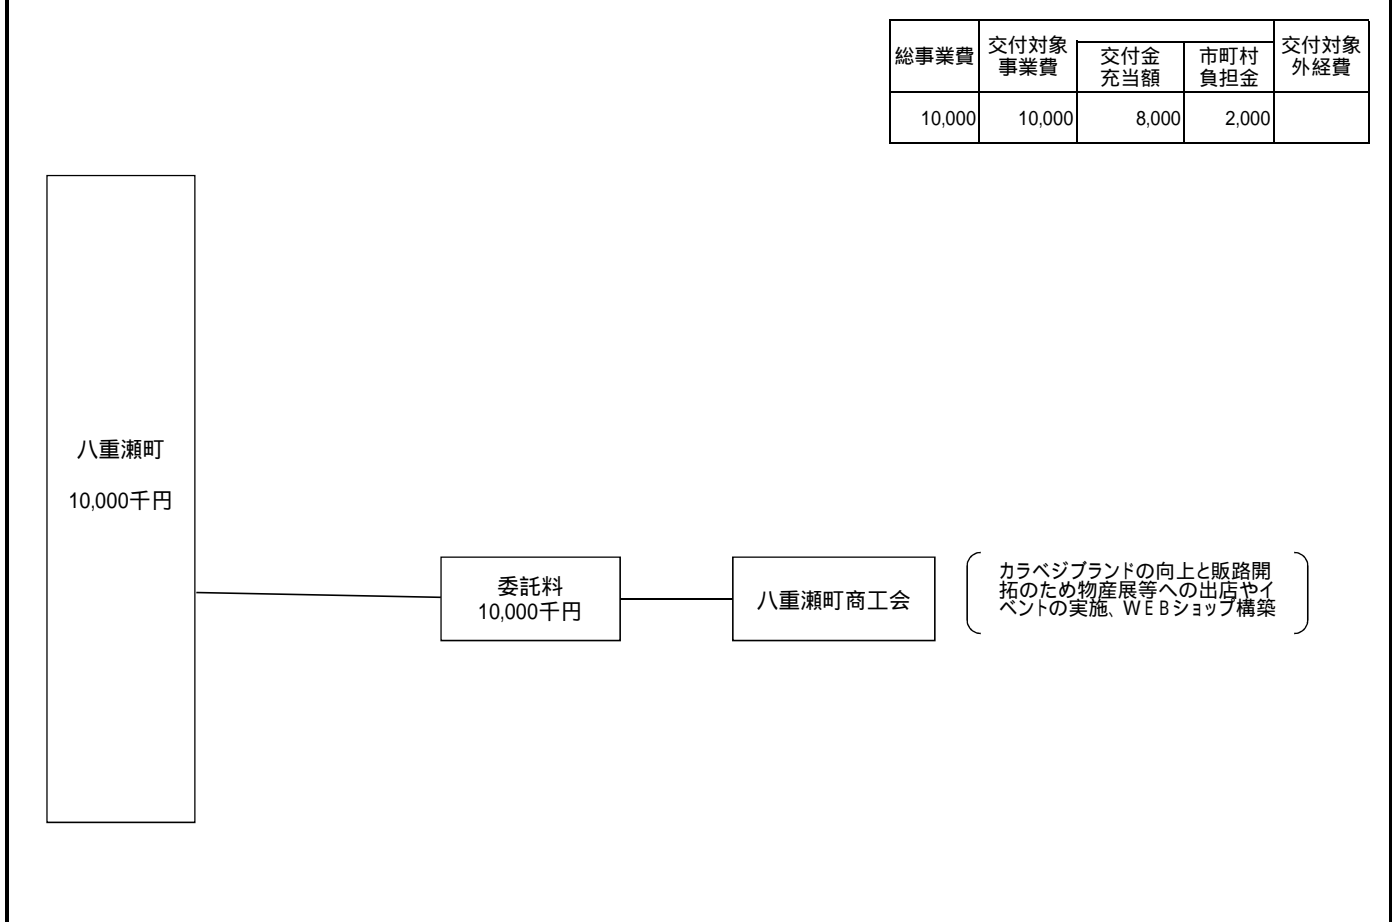 総事業費
交付対象
事業費
交付金
充当額
市町村
負担金
交付対象
外経費
10,000
10,000
8,000
2,000
八重瀬町
10,000千円
委託料
10,000千円
八重瀬町商工会
カラベジブランドの向上と販路開
拓のため物産展等への出店やイ
ベントの実施、ＷＥＢショップ構築